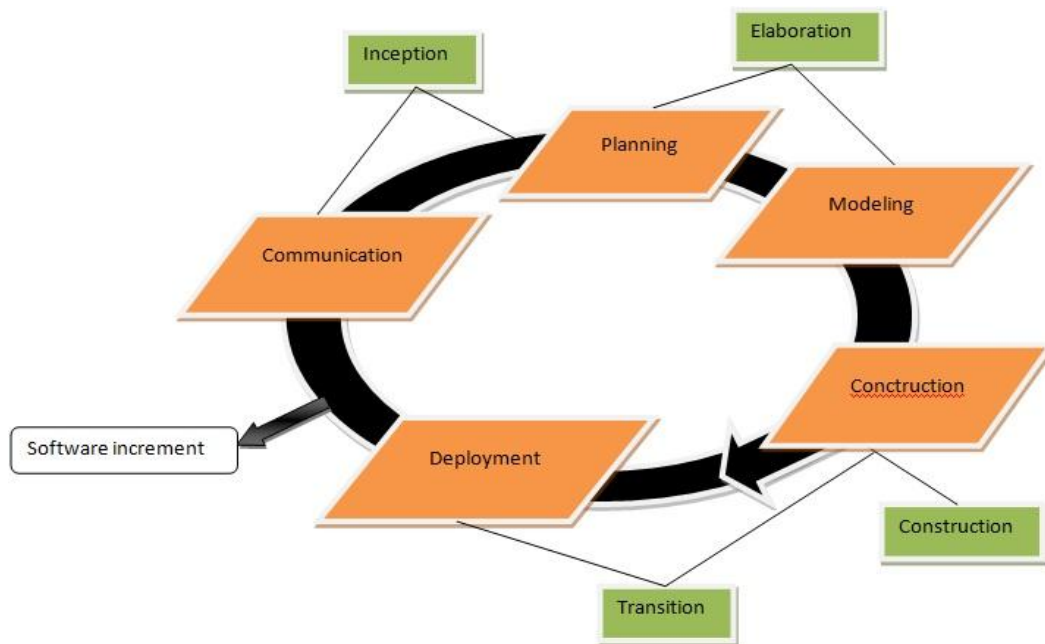 Elaboration
Inception
Planning
Modeling
Communication
Conctruction
Software increment
Deployment
Construction
Transition